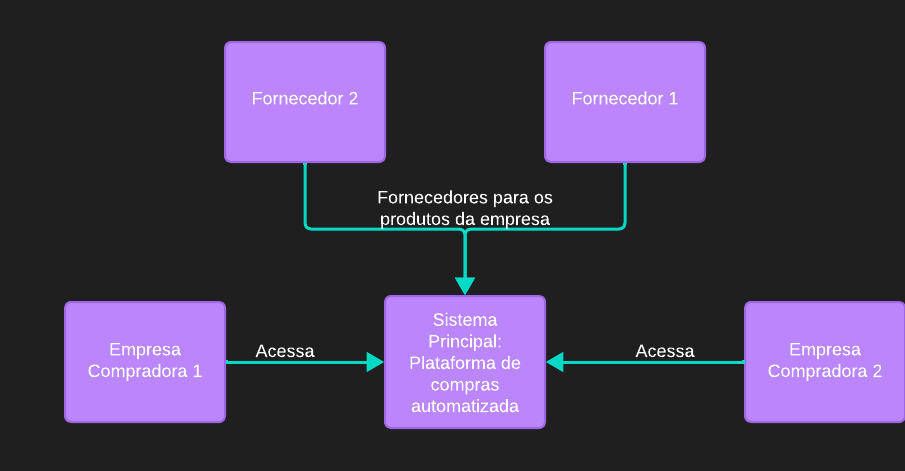 Fornecedor 2
Fornecedor 1
Fornecedores para os
produtos da empresa
Empresa
Compradora 1
Acessa
Sistema
Principal:
Plataforma de
compras
automatizada
Acessa
Empresa
Compradora 2